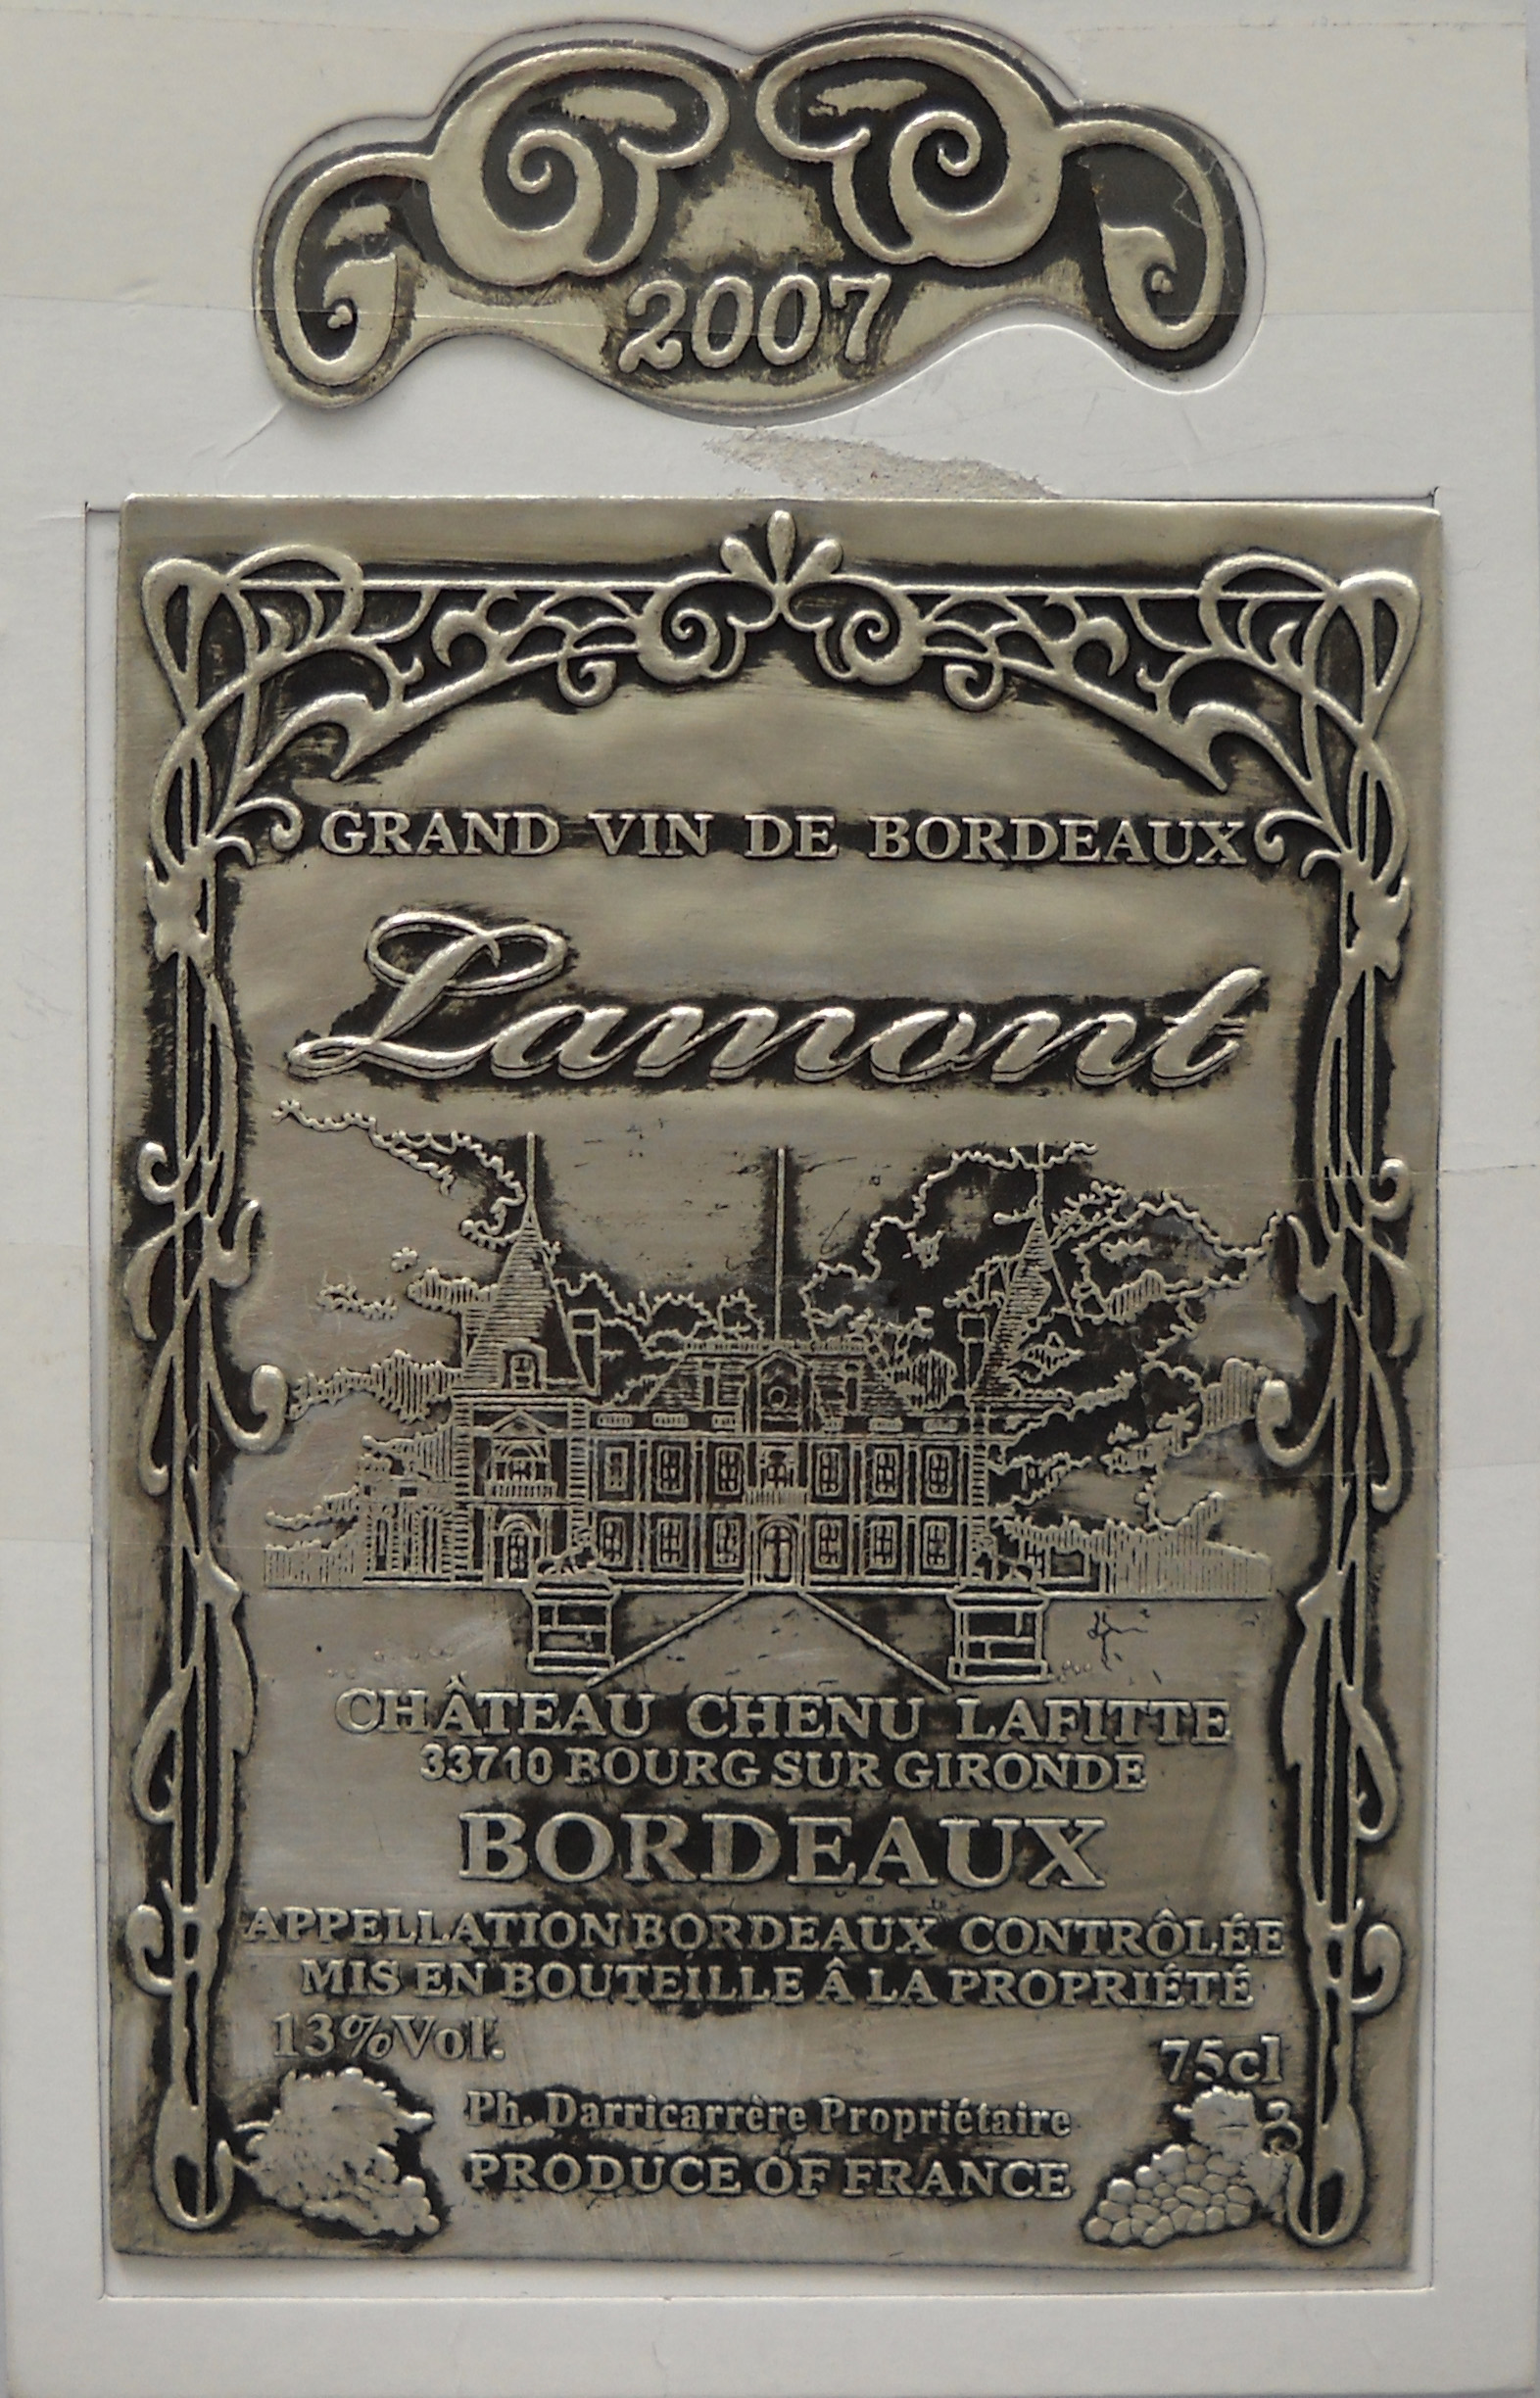 2007
GRAND VIN DE BORDEAUX
Lamont
CHÂTEAU CHENU LAFITTE
33710 BOURG SUR GIRONDE
BORDEAUX
APPELLATION BORDEAUX CONTRÔLÉE
MIS EN BOUTEILLE Â LA PROPRIÉTÉ
13%Vol.
75cl
Ph. Darricarrère Propriétaire
PRODUCE OF FRANCE